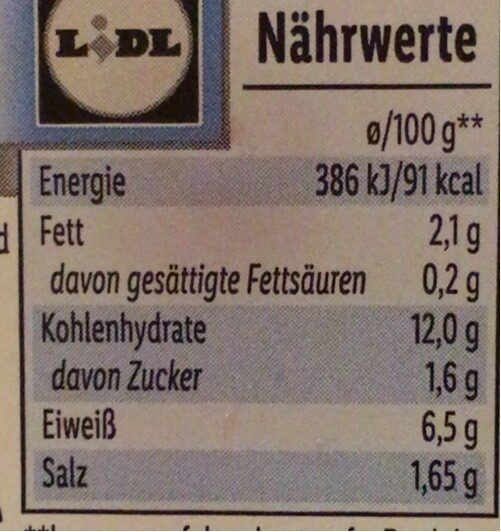 LIDL
Nährwerte
ø/100 g**
Energie 386 kJ/91 kcal
d Fett 2,1 g
davon gesättigte Fettsäuren 0,2 g
Kohlenhydrate 12,0 g
davon Zucker 1,6 g
Eiweiß 6,5 g
Salz 1,65 g